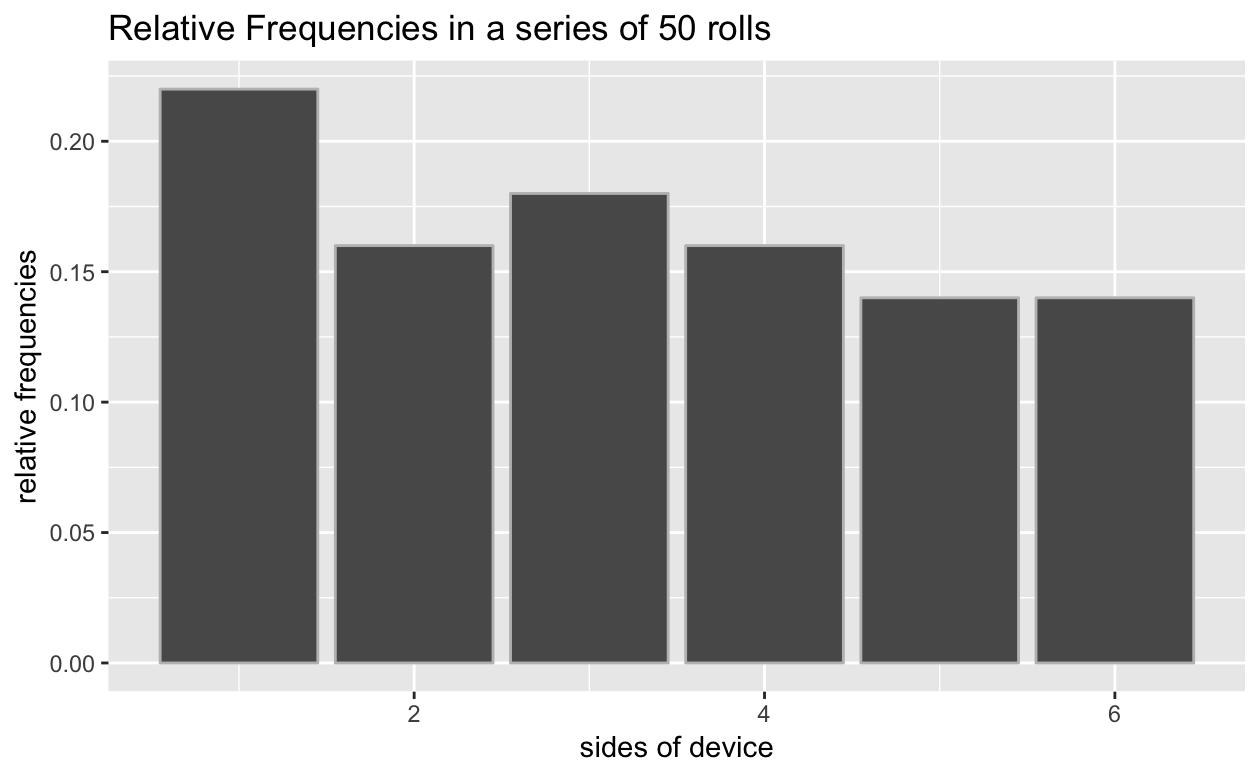 Relative Frequencies in a series of 50 rolls
relative frequencies
0.20
0.15
0.10
0.05
0.00
2 4 6
sides of device